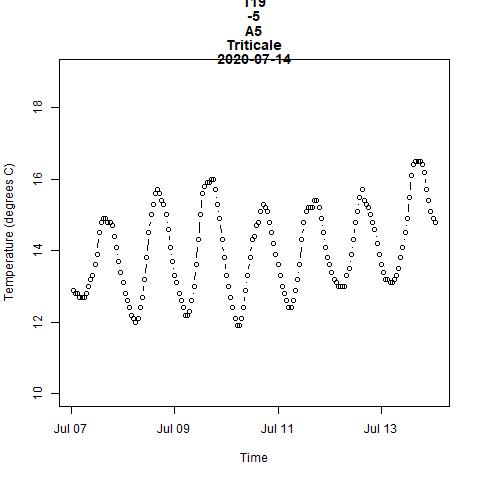 T19
-5
A5
Triticale
2020-07-14
Temperature (degrees C)
18
16
14
12
10
Jul 07 Jul 09 Jul 11 Jul 13
Time